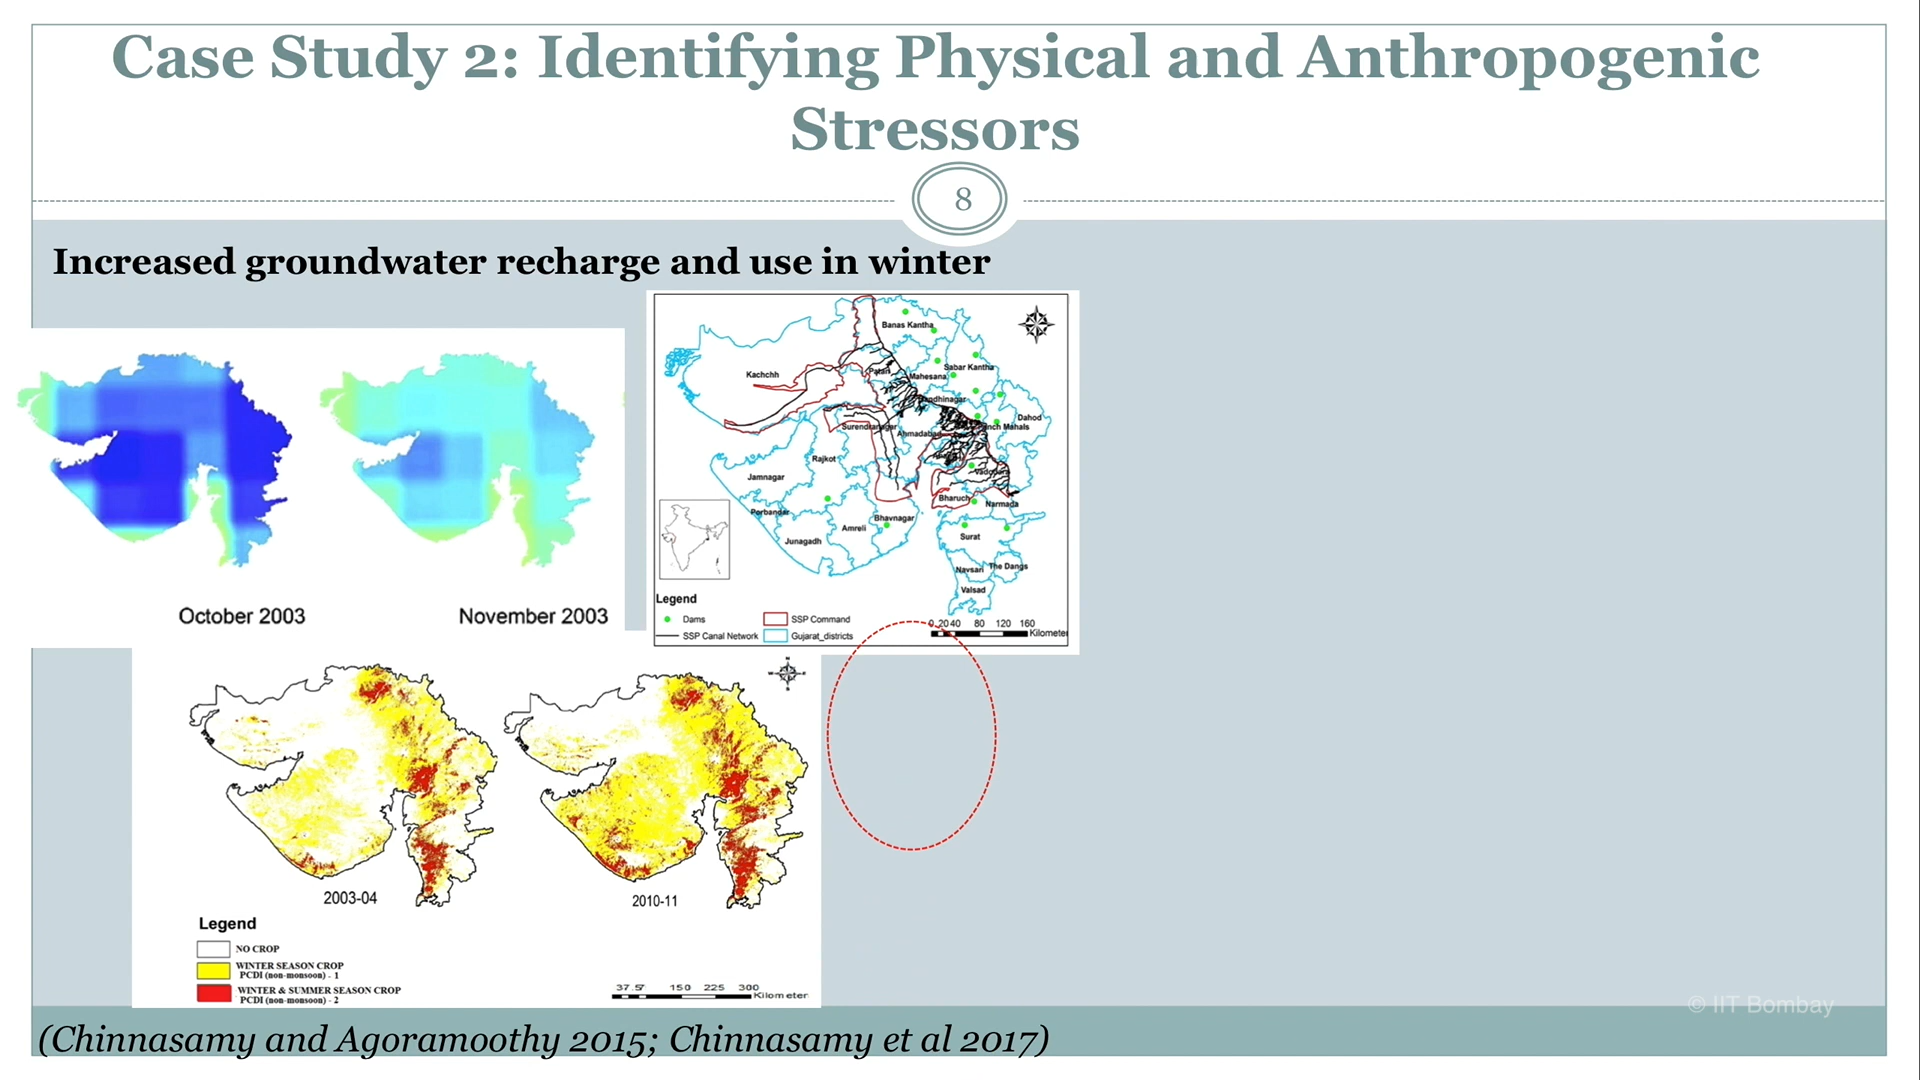 Case Study 2: Identifying Physical and Anthropogenic
Stressors
8
Increased groundwater recharge and use in winter
October 2003
November 2003
Banas Kantha
Kachchh
Patan
Mahesana
Sabar Kantha
Gandhinagar
Dahod
Surendranagar
Ahmadabad
nch Mahals
Rajkot
Jamnagar
Vadodara
Bharuch
Narmada
Porbandar
Bhavnagar
Amreli
Junagadh
Surat
Navsari
The Dangs
Valsad
Legend
Dams
SSP Command
SSP Canal Network
Gujarat_districts
0 20 40 80 120 160
Kilometer
2003-04
2010-11
Legend
NO CROP
WINTER SEASON CROP
PCDI (non-monsoon) - 1
WINTER & SUMMER SEASON CROP
PCDI (non-monsoon) - 2
37.5 150 225 300
Kilometer
© IIT Bombay
(Chinnasamy and Agoramoothy 2015; Chinnasamy et al 2017)